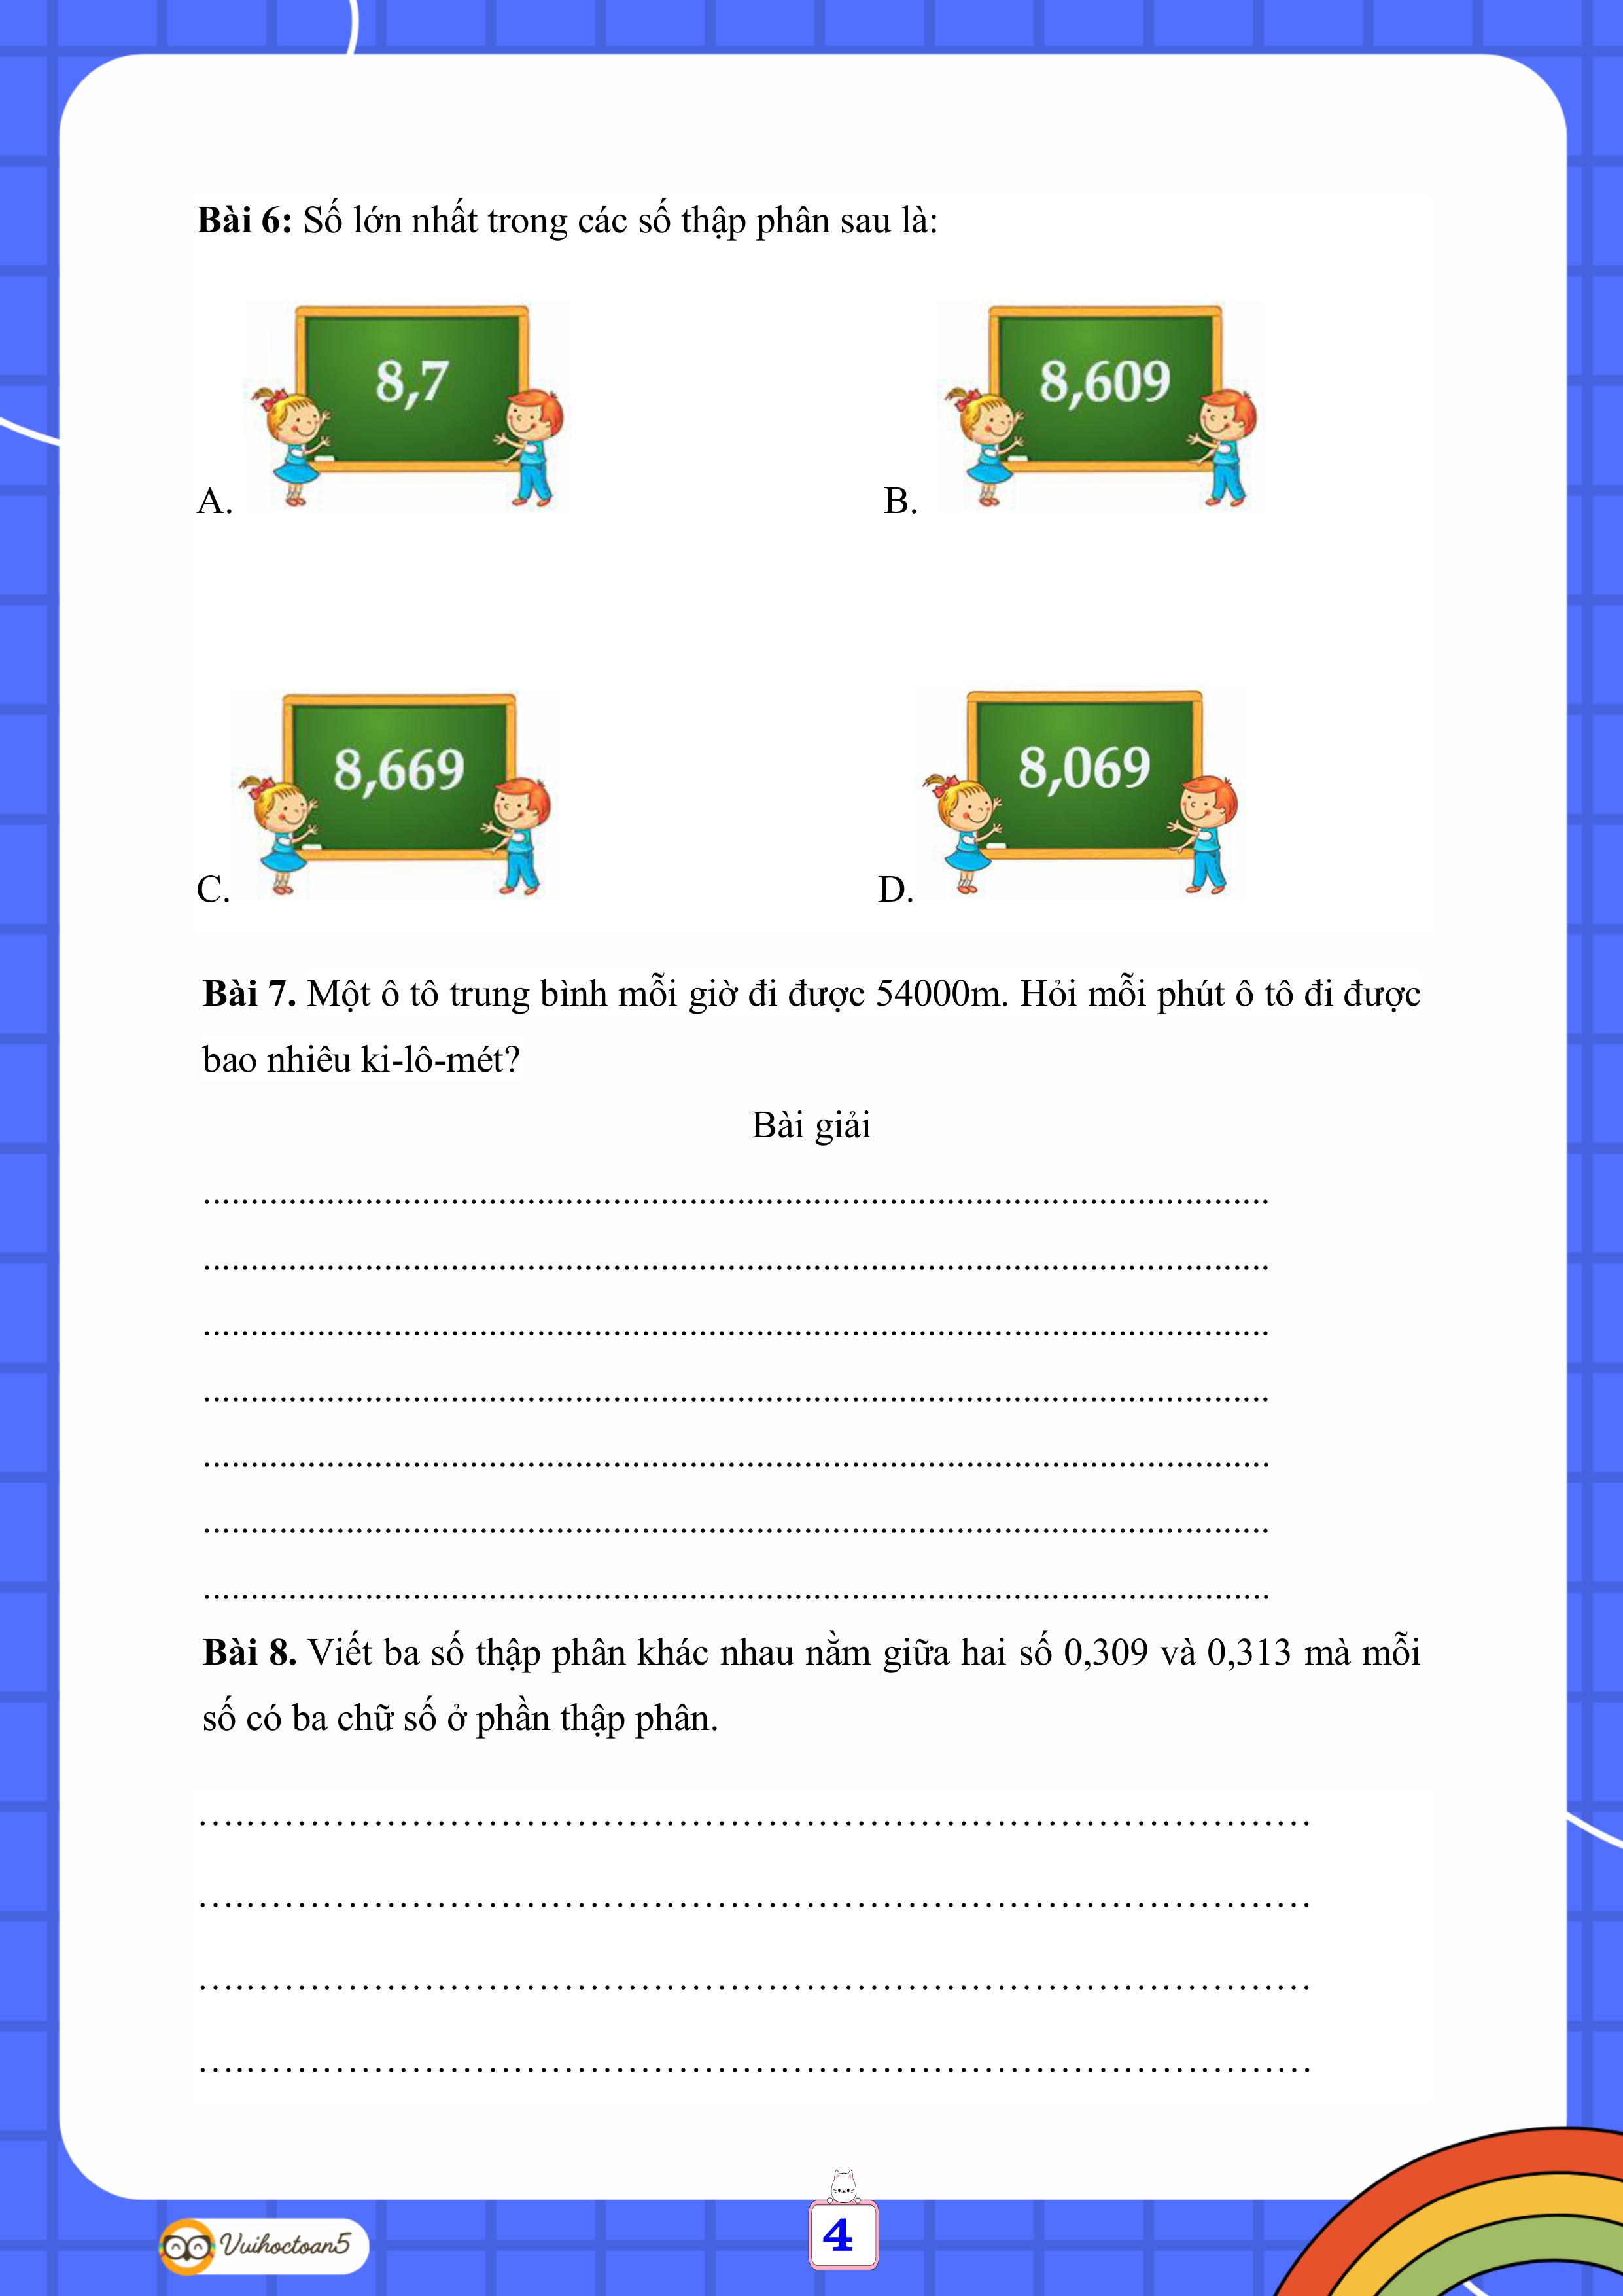 Bài 6: Số lớn nhất trong các số thập phân sau là:
8,7
8,609
A.
B.
8,669
8,069
C.
D.
Bài 7. Một ô tô trung bình mỗi giờ đi được 54000m. Hỏi mỗi phút ô tô đi được
bao nhiêu ki-lô-mét?
Bài giải
Bài 8. Viết ba số thập phân khác nhau nằm giữa hai số 0,309 và 0,313 mà mỗi
số có ba chữ số ở phần thập phân.
4
Vuihoctoan5